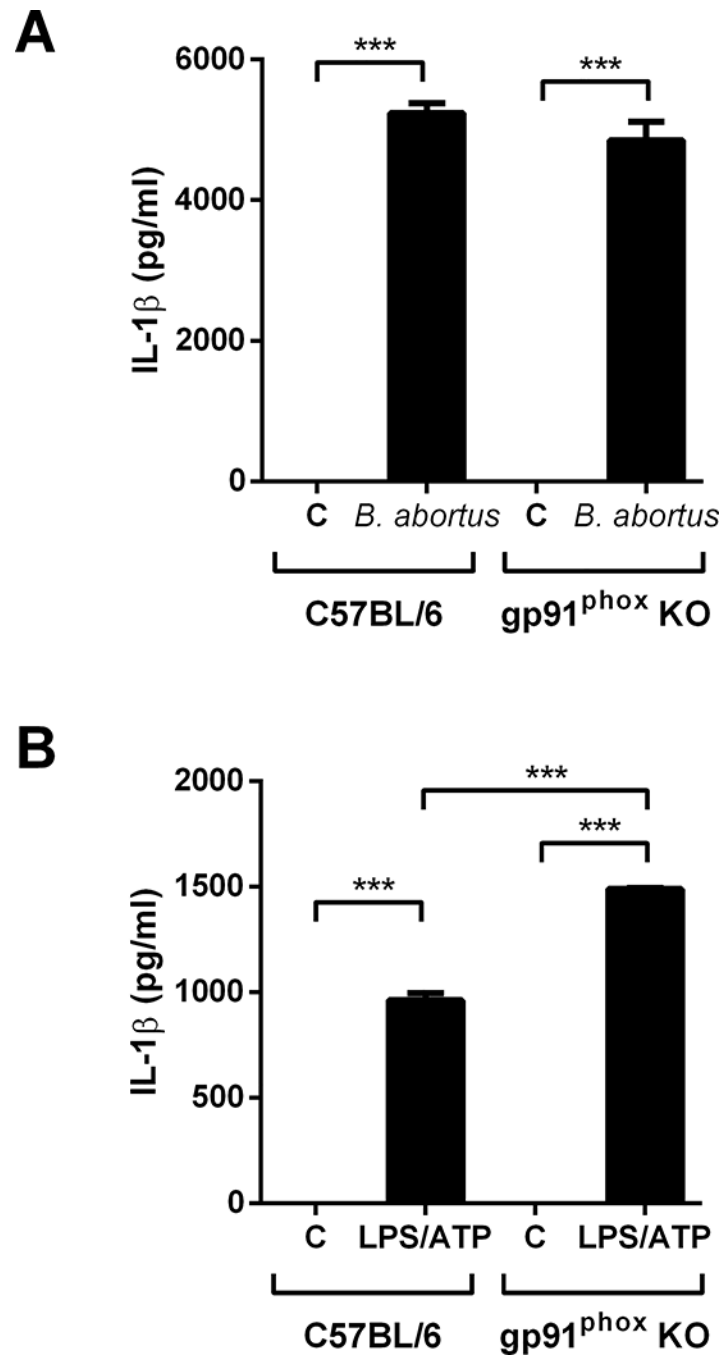 A
IL-1β (pg/ml)
6000
4000
2000
0
*** ***
C B. abortus C B. abortus
C57BL/6 gp91phox KO
B
IL-1β (pg/ml)
2000
1500
1000
500
0
***
***
***
C LPS/ATP C LPS/ATP
C57BL/6 gp91phox KO